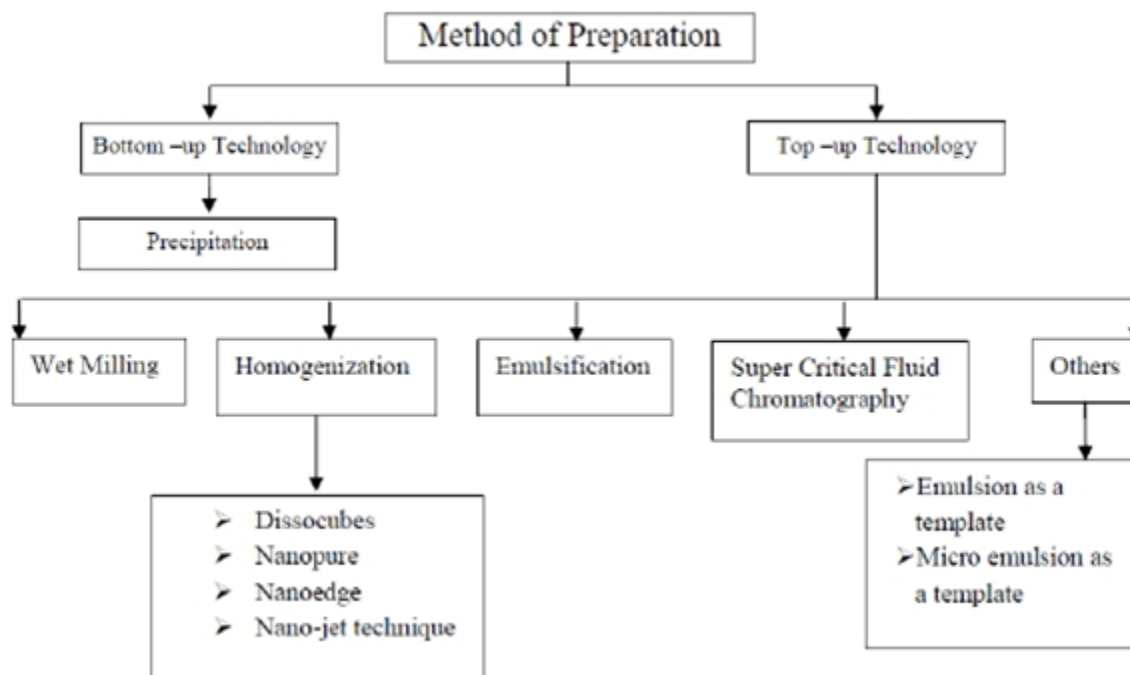 Method of Preparation
Bottom –up Technology
Top –up Technology
Precipitation
Wet Milling
Homogenization
Emulsification
Super Critical Fluid
Chromatography
Others
➢ Dissocubes
➢ Nanopure
➢ Nanoedge
➢ Nano-jet technique
➢Emulsion as a
template
➢Micro emulsion as
a template